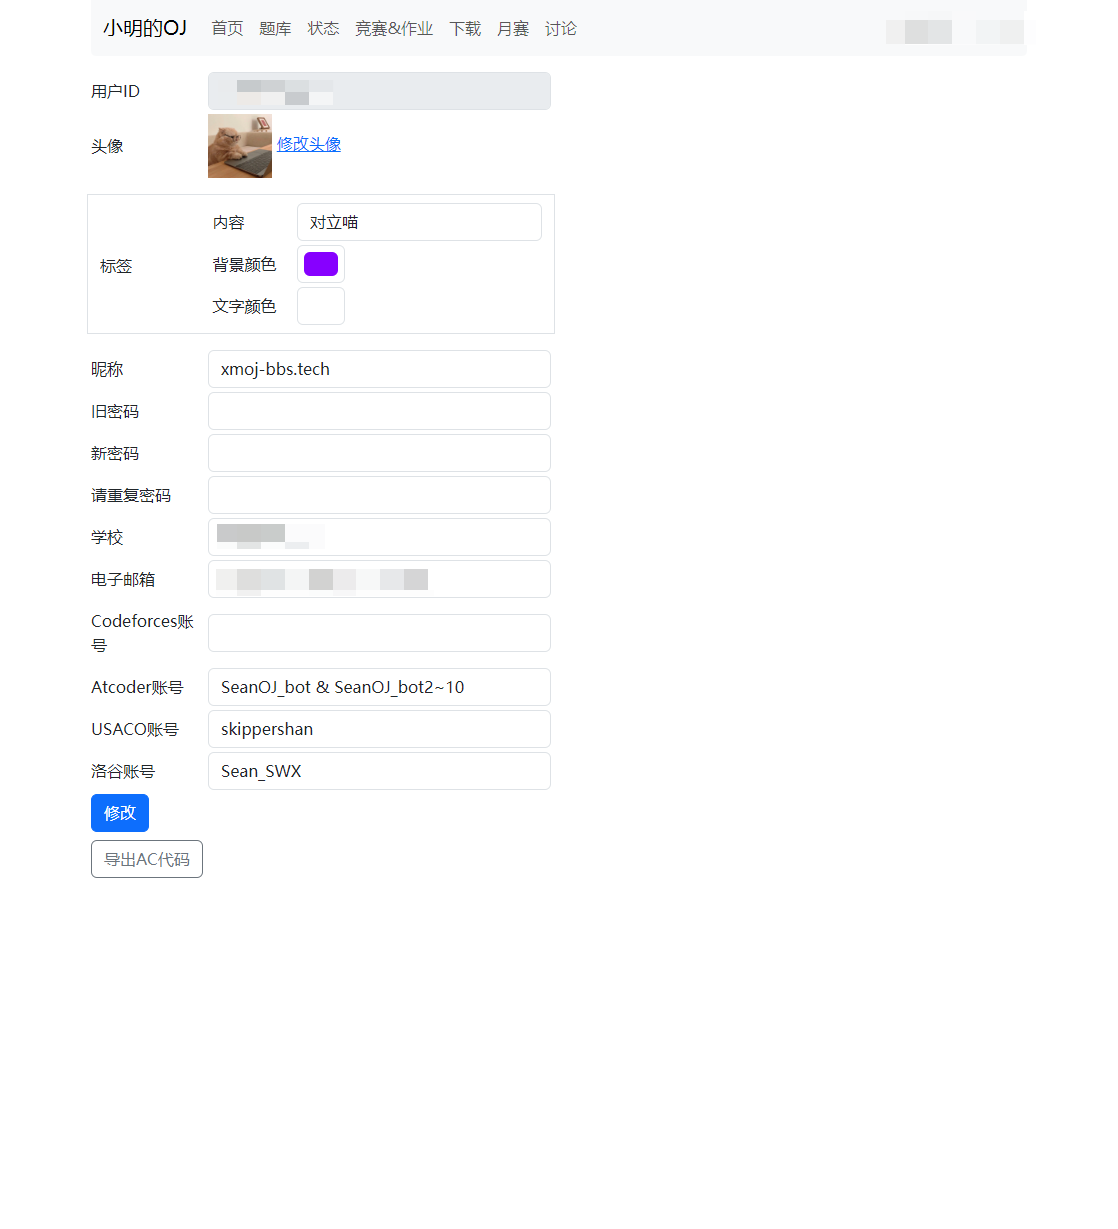 小明的OJ 首页 题库 状态 竞赛&作业 下载 月赛 讨论
用户ID
头像 修改头像
标签
内容 对立喵
背景颜色
文字颜色
昵称 xmoj-bbs.tech
旧密码
新密码
请重复密码
学校
电子邮箱
Codeforces账
号
Atcoder账号 SeanOJ_bot & SeanOJ_bot2~10
USACO账号 skippershan
洛谷账号 Sean_SWX
修改
导出AC代码